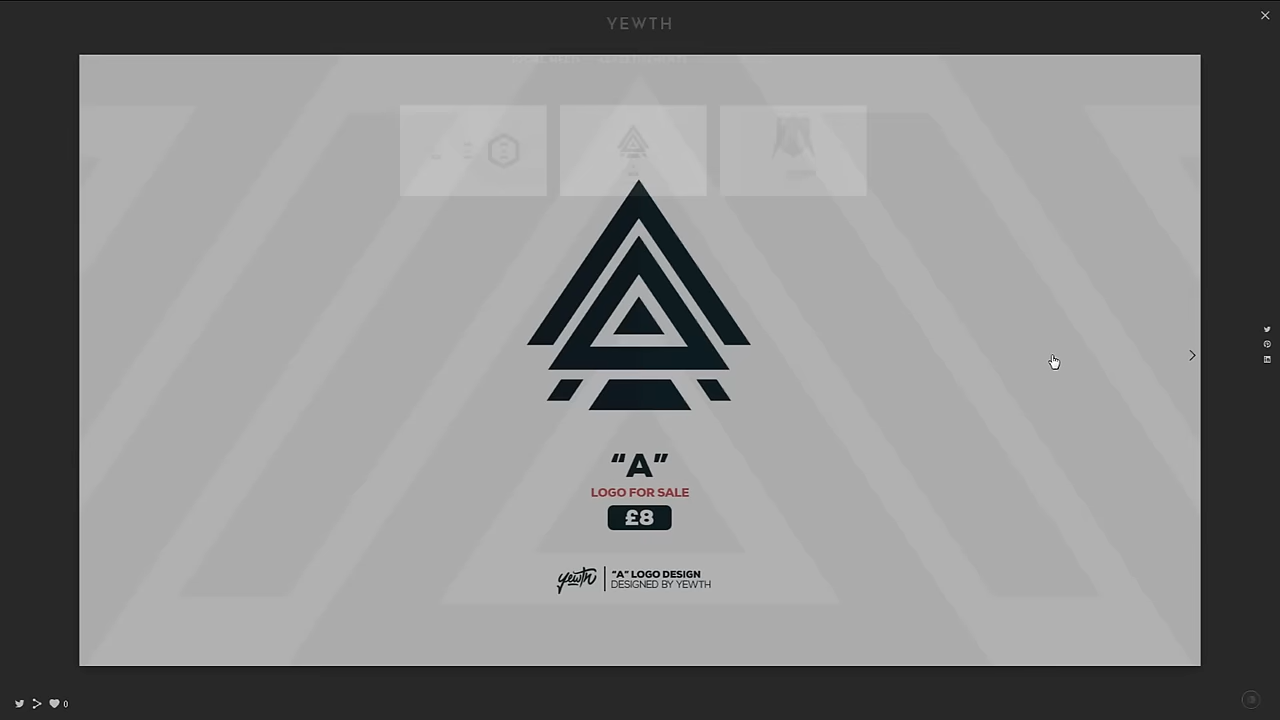 YEWTH
“A”
LOGO FOR SALE
£8
yewth
“A” LOGO DESIGN
DESIGNED BY YEWTH
0